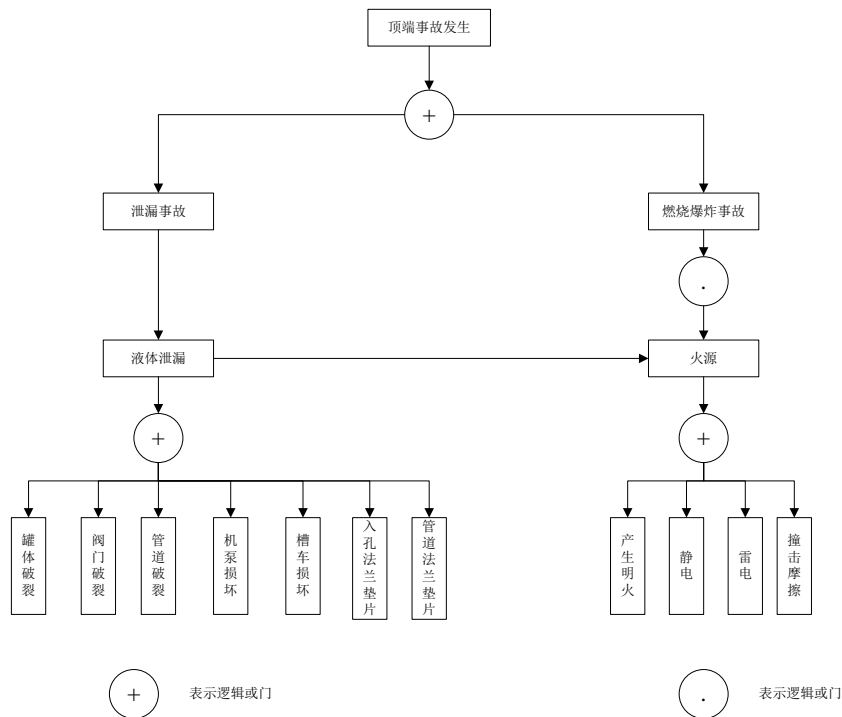 顶端事故发生
+
泄漏事故
燃烧爆炸事故
.
液体泄漏
火源
+
+
罐体破裂
阀门破裂
管道破裂
机泵损坏
槽车损坏
入孔法兰垫片
管道法兰垫片
产生明火
静电
雷电
撞击摩擦
+
表示逻辑或门
.
表示逻辑或门